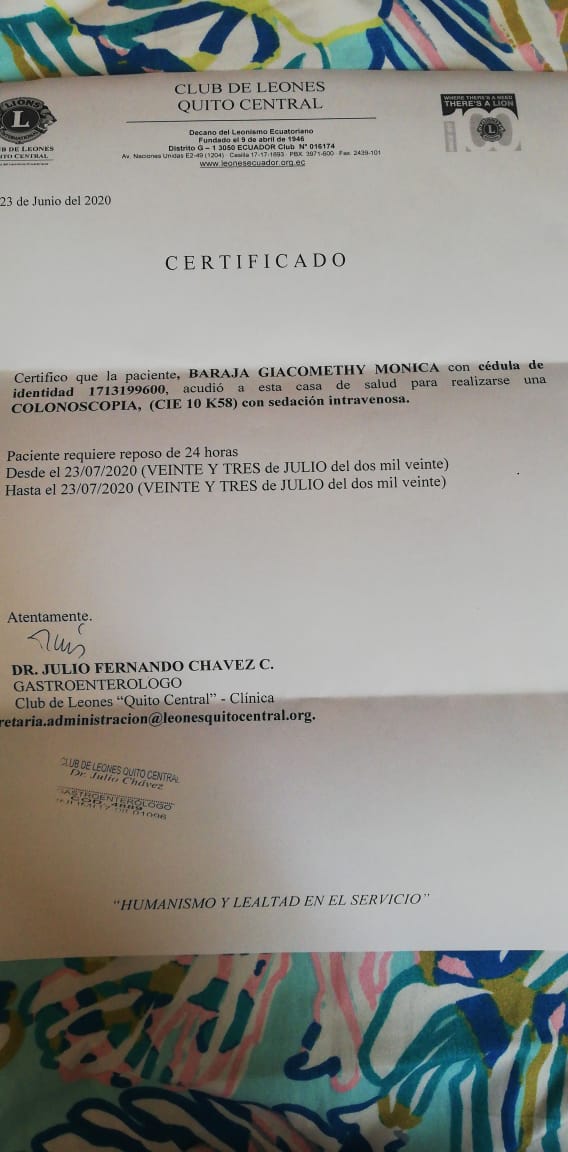 CLUB DE LEONES
QUITO CENTRAL
Decano del Leonismo Ecuatoriano
Fundado el 9 de abril de 1946
Distrito G – 1 3050 ECUADOR Club N° 016174
Av. Naciones Unidas E2-49 (1204) · Casilla 17-17-1693 · PBX. 3971-600 · Fax. 2439-101
www.leonesecuador.org.ec
LIONS
L
INTERNATIONAL
B DE LEONES
ITO CENTRAL
WHERE THERE'S A NEED
THERE'S A LION
100
23 de Junio del 2020
CERTIFICADO
Certifico que la paciente, BARAJA GIACOMETHY MONICA con cédula de
identidad 1713199600, acudió a esta casa de salud para realizarse una
COLONOSCOPIA, (CIE 10 K58) con sedación intravenosa.
Paciente requiere reposo de 24 horas
Desde el 23/07/2020 (VEINTE Y TRES de JULIO del dos mil veinte)
Hasta el 23/07/2020 (VEINTE Y TRES de JULIO del dos mil veinte)
Atentamente.
DR. JULIO FERNANDO CHAVEZ C.
GASTROENTEROLOGO
Club de Leones “Quito Central” - Clínica
retaria.administracion@leonesquitocentral.org.
CLUB DE LEONES QUITO CENTRAL
Dr. Julio Chávez
GASTROENTEROLOGO
COD. 4889
“HUMANISMO Y LEALTAD EN EL SERVICIO”